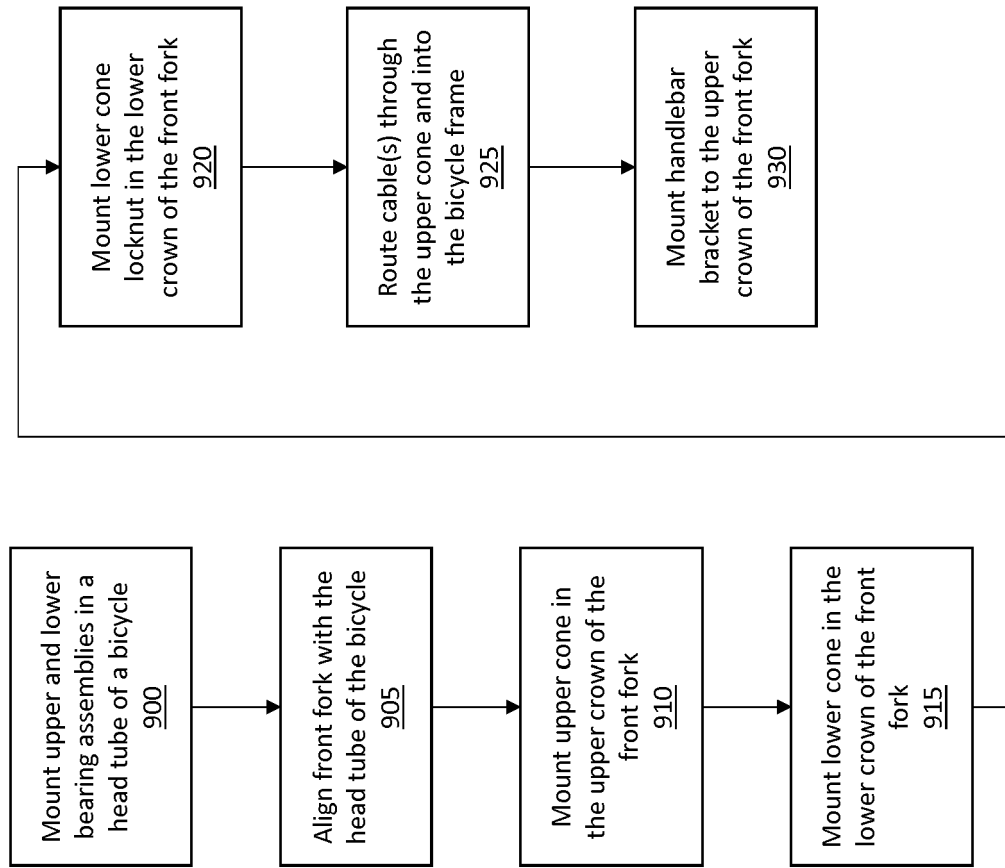 Mount upper and lower
bearing assemblies in a
head tube of a bicycle
900
Align front fork with the
head tube of the bicycle
905
Mount upper cone in
the upper crown of the
front fork
910
Mount lower cone in the
lower crown of the front
fork
915
Mount lower cone
locknut in the lower
crown of the front fork
920
Route cable(s) through
the upper cone and into
the bicycle frame
925
Mount handlebar
bracket to the upper
crown of the front fork
930